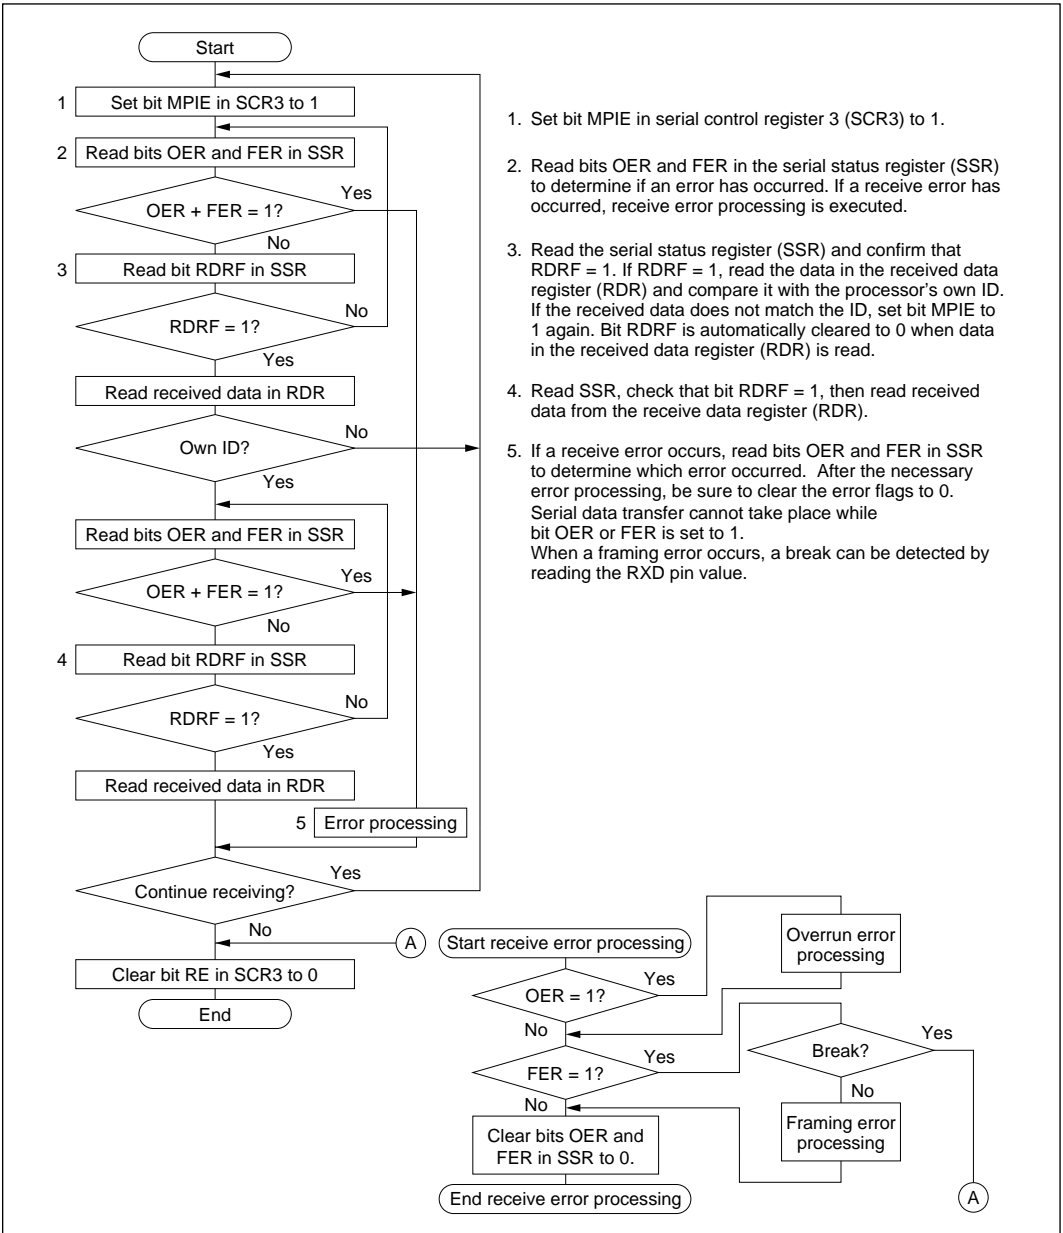 Start
1 Set bit MPIE in SCR3 to 1
2 Read bits OER and FER in SSR
Yes
OER + FER = 1?
No
3 Read bit RDRF in SSR
No
RDRF = 1?
Yes
Read received data in RDR
No
Own ID?
Yes
Read bits OER and FER in SSR
Yes
OER + FER = 1?
No
4 Read bit RDRF in SSR
No
RDRF = 1?
Yes
Read received data in RDR
5 Error processing
Yes
Continue receiving?
No
A
Clear bit RE in SCR3 to 0
End
1. Set bit MPIE in serial control register 3 (SCR3) to 1.
2. Read bits OER and FER in the serial status register (SSR)
to determine if an error has occurred. If a receive error has
occurred, receive error processing is executed.
3. Read the serial status register (SSR) and confirm that
RDRF = 1. If RDRF = 1, read the data in the received data
register (RDR) and compare it with the processor's own ID.
If the received data does not match the ID, set bit MPIE to
1 again. Bit RDRF is automatically cleared to 0 when data
in the received data register (RDR) is read.
4. Read SSR, check that bit RDRF = 1, then read received
data from the receive data register (RDR).
5. If a receive error occurs, read bits OER and FER in SSR
to determine which error occurred. After the necessary
error processing, be sure to clear the error flags to 0.
Serial data transfer cannot take place while
bit OER or FER is set to 1.
When a framing error occurs, a break can be detected by
reading the RXD pin value.
Start receive error processing
Yes
OER = 1?
No
Overrun error
processing
Yes
FER = 1?
No
Break?
Yes
No
Framing error
processing
Clear bits OER and
FER in SSR to 0.
End receive error processing
A